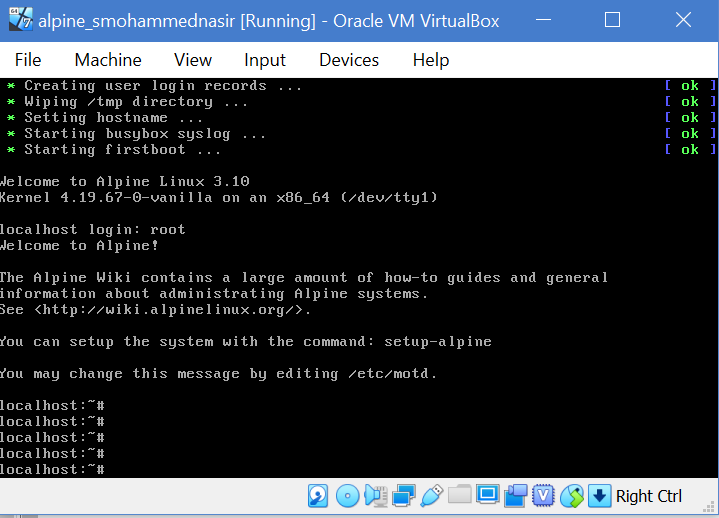 alpine_smohammednasir [Running] - Oracle VM VirtualBox
File Machine View Input Devices Help
* Creating user login records ... [ ok ]
* Wiping /tmp directory ... [ ok ]
* Setting hostname ... [ ok ]
* Starting busybox syslog ... [ ok ]
* Starting firstboot ... [ ok ]
Welcome to Alpine Linux 3.10
Kernel 4.19.67-0-vanilla on an x86_64 (/dev/tty1)
localhost login: root
Welcome to Alpine!
The Alpine Wiki contains a large amount of how-to guides and general
information about administrating Alpine systems.
See <http://wiki.alpinelinux.org/>.
You can setup the system with the command: setup-alpine
You may change this message by editing /etc/motd.
localhost:~#
localhost:~#
localhost:~#
localhost:~#
localhost:~#
Right Ctrl